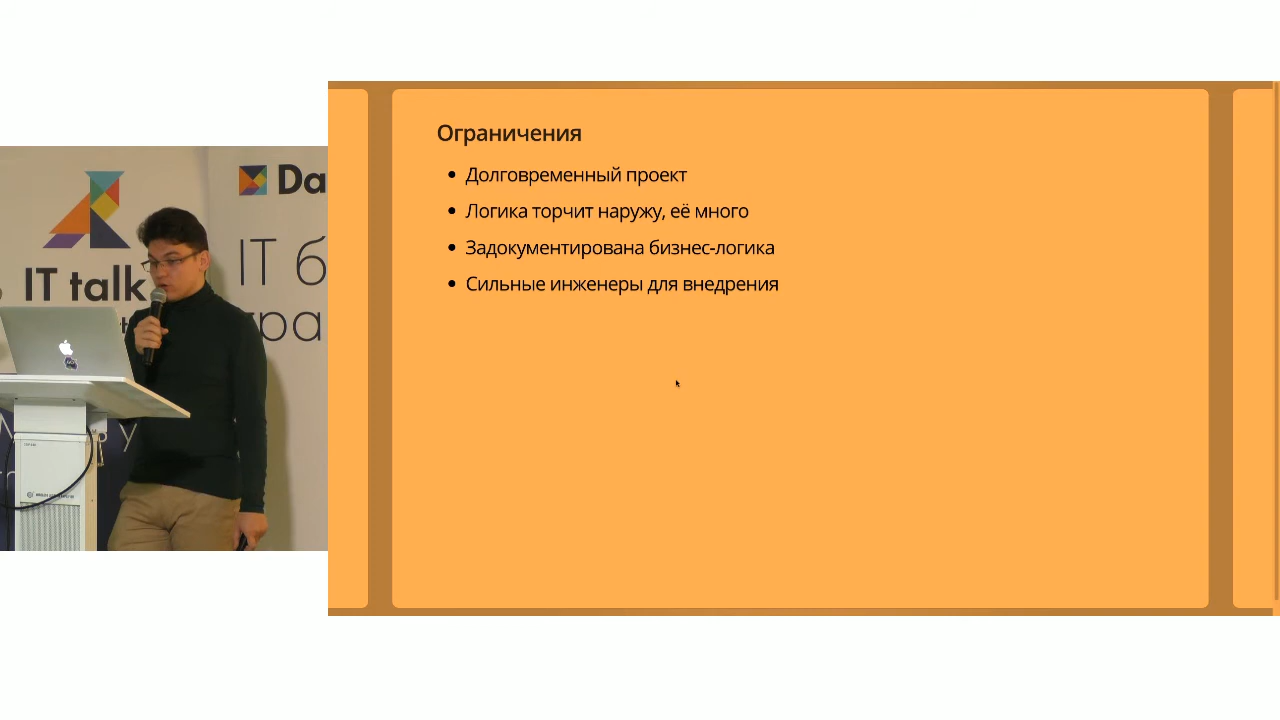 IT talk
Da
IT б
гра
Ограничения
Долговременный проект
Логика торчит наружу, её много
Задокументирована бизнес-логика
Сильные инженеры для внедрения